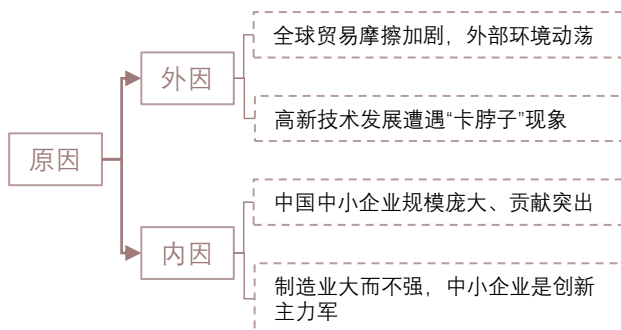 原因
外因
全球贸易摩擦加剧，外部环境动荡
高新技术发展遭遇“卡脖子”现象
内因
中国中小企业规模庞大、贡献突出
制造业大而不强，中小企业是创新
主力军